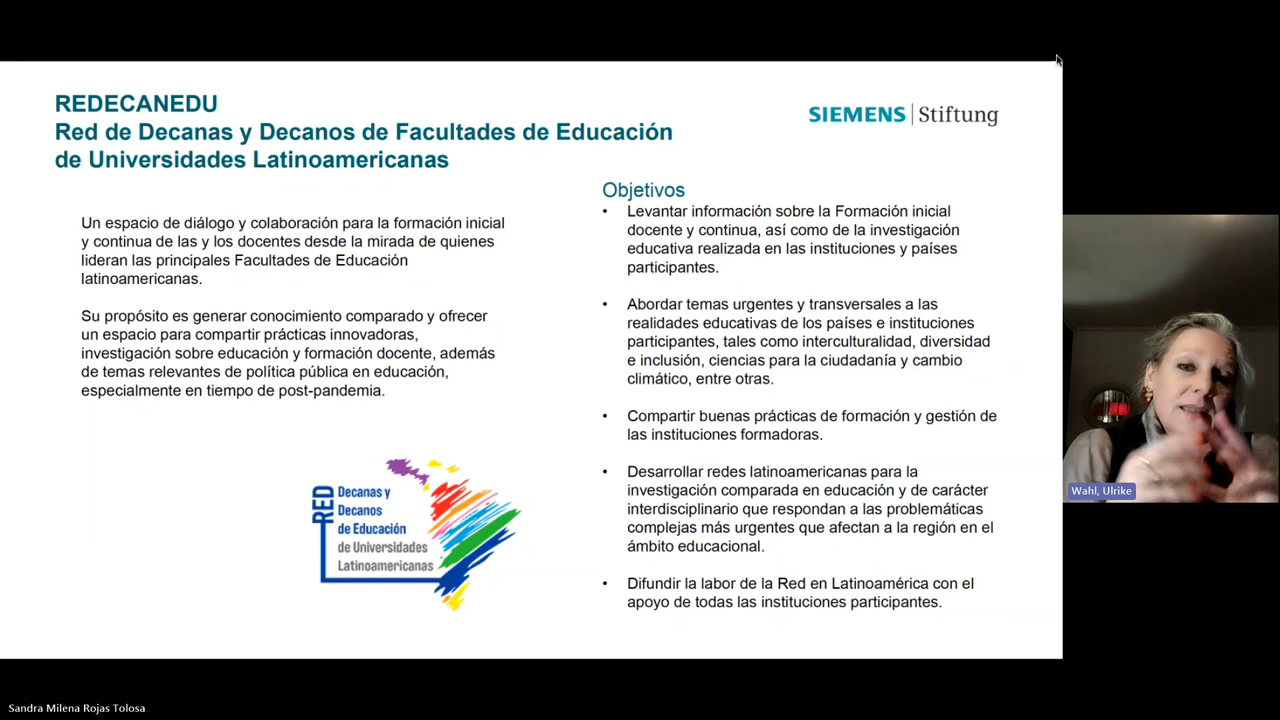 REDECANEDU
Red de Decanas y Decanos de Facultades de Educación
de Universidades Latinoamericanas
SIEMENS | Stiftung
Un espacio de diálogo y colaboración para la formación inicial
y continua de las y los docentes desde la mirada de quienes
lideran las principales Facultades de Educación
latinoamericanas.
Su propósito es generar conocimiento comparado y ofrecer
un espacio para compartir prácticas innovadoras,
investigación sobre educación y formación docente, además
de temas relevantes de política pública en educación,
especialmente en tiempo de post-pandemia.
RED
Decanas y
Decanos
de Educación
de Universidades
Latinoamericanas
Objetivos
• Levantar información sobre la Formación inicial
docente y continua, así como de la investigación
educativa realizada en las instituciones y países
participantes.
• Abordar temas urgentes y transversales a las
realidades educativas de los países e instituciones
participantes, tales como interculturalidad, diversidad
e inclusión, ciencias para la ciudadanía y cambio
climático, entre otras.
• Compartir buenas prácticas de formación y gestión de
las instituciones formadoras.
• Desarrollar redes latinoamericanas para la
investigación comparada en educación y de carácter
interdisciplinario que respondan a las problemáticas
complejas más urgentes que afectan a la región en el
ámbito educacional.
• Difundir la labor de la Red en Latinoamérica con el
apoyo de todas las instituciones participantes.
Wahl, Ulrike
Sandra Milena Rojas Tolosa